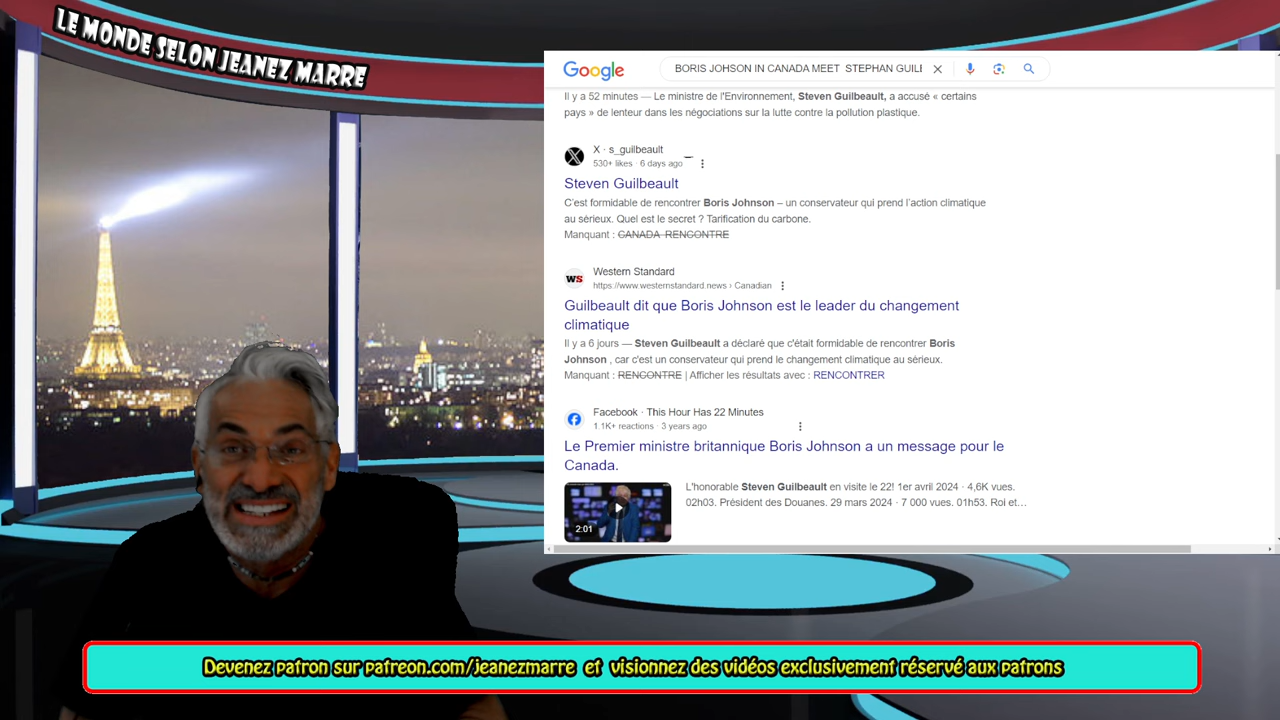 LE MONDE SELON JEANEZ MARRE
Google
BORIS JOHSON IN CANADA MEET STEPHAN GUILE
Il y a 52 minutes — Le ministre de l'Environnement, Steven Guilbeault, a accusé « certains
pays » de lenteur dans les négociations sur la lutte contre la pollution plastique.
X · s_guilbeault
530+ likes · 6 days ago
Steven Guilbeault
C'est formidable de rencontrer Boris Johnson – un conservateur qui prend l'action climatique
au sérieux. Quel est le secret ? Tarification du carbone.
Manquant : CANADA RENCONTRE
WS
Western Standard
https://www.westernstandard.news › Canadian
Guilbeault dit que Boris Johnson est le leader du changement
climatique
Il y a 6 jours — Steven Guilbeault a déclaré que c'était formidable de rencontrer Boris
Johnson , car c'est un conservateur qui prend le changement climatique au sérieux.
Manquant : RENCONTRE | Afficher les résultats avec : RENCONTRER
Facebook · This Hour Has 22 Minutes
1.1K+ reactions · 3 years ago
Le Premier ministre britannique Boris Johnson a un message pour le
Canada.
L'honorable Steven Guilbeault en visite le 22! 1er avril 2024 · 4,6K vues.
02h03. Président des Douanes. 29 mars 2024 · 7 000 vues. 01h53. Roi et...
2:01
Devenez patron sur patreon.com/jeanezmarre et visionnez des vidéos exclusivement réservé aux patrons